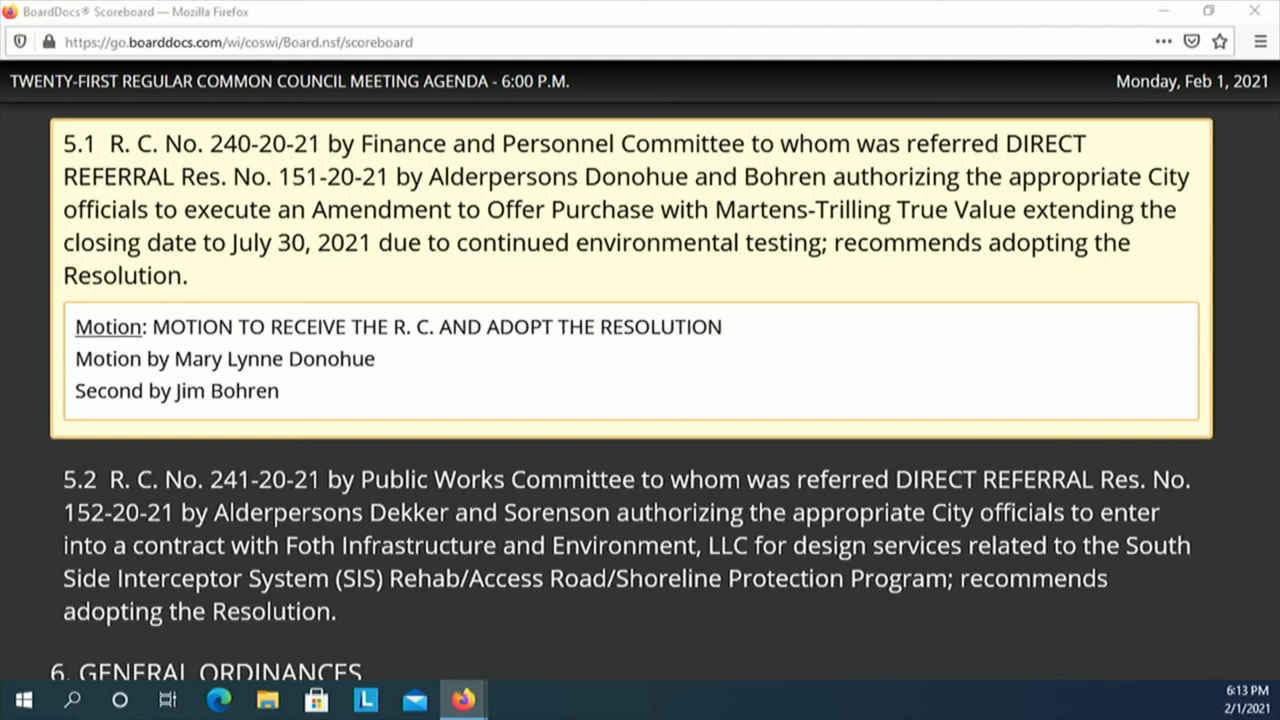 BoardDocs® Scoreboard — Mozilla Firefox
https://go.boarddocs.com/wi/coswi/Board.nsf/scoreboard
TWENTY-FIRST REGULAR COMMON COUNCIL MEETING AGENDA - 6:00 P.M.
Monday, Feb 1, 2021
5.1 R. C. No. 240-20-21 by Finance and Personnel Committee to whom was referred DIRECT
REFERRAL Res. No. 151-20-21 by Alderpersons Donohue and Bohren authorizing the appropriate City
officials to execute an Amendment to Offer Purchase with Martens-Trilling True Value extending the
closing date to July 30, 2021 due to continued environmental testing; recommends adopting the
Resolution.
Motion: MOTION TO RECEIVE THE R. C. AND ADOPT THE RESOLUTION
Motion by Mary Lynne Donohue
Second by Jim Bohren
5.2 R. C. No. 241-20-21 by Public Works Committee to whom was referred DIRECT REFERRAL Res. No.
152-20-21 by Alderpersons Dekker and Sorenson authorizing the appropriate City officials to enter
into a contract with Foth Infrastructure and Environment, LLC for design services related to the South
Side Interceptor System (SIS) Rehab/Access Road/Shoreline Protection Program; recommends
adopting the Resolution.
6. GENERAL ORDINANCES
L
6:13 PM
2/1/2021